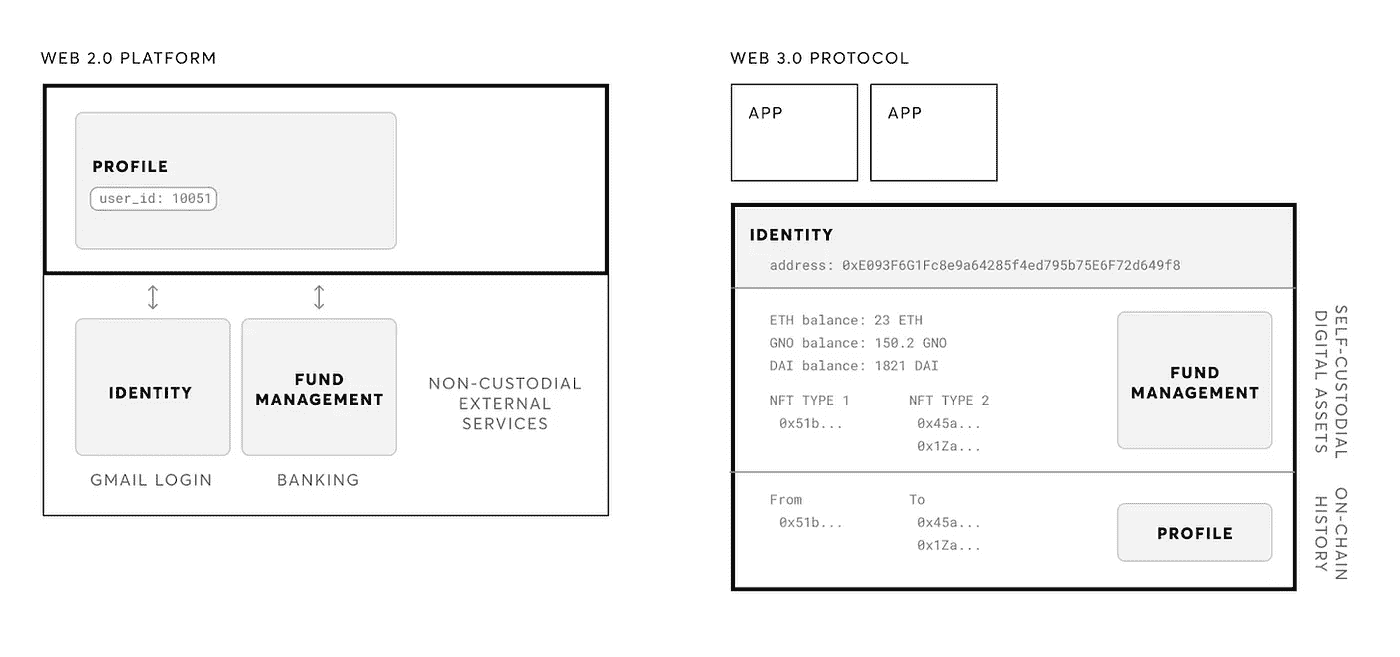 WEB 2.0 PLATFORM
PROFILE
user_id: 10051
IDENTITY
FUND
MANAGEMENT
NON-CUSTODIAL
EXTERNAL
SERVICES
GMAIL LOGIN
BANKING
WEB 3.0 PROTOCOL
APP
APP
IDENTITY
address: 0xE093F6G1Fc8e9a64285f4ed795b75E6F72d649f8
ETH balance: 23 ETH
GNO balance: 150.2 GNO
DAI balance: 1821 DAI
NFT TYPE 1 NFT TYPE 2
0x51b... 0x45a...
0x1Za...
FUND
MANAGEMENT
SELF-CUSTODIAL
DIGITAL ASSETS
From To
0x51b... 0x45a...
0x1Za...
PROFILE
ON-CHAIN
HISTORY